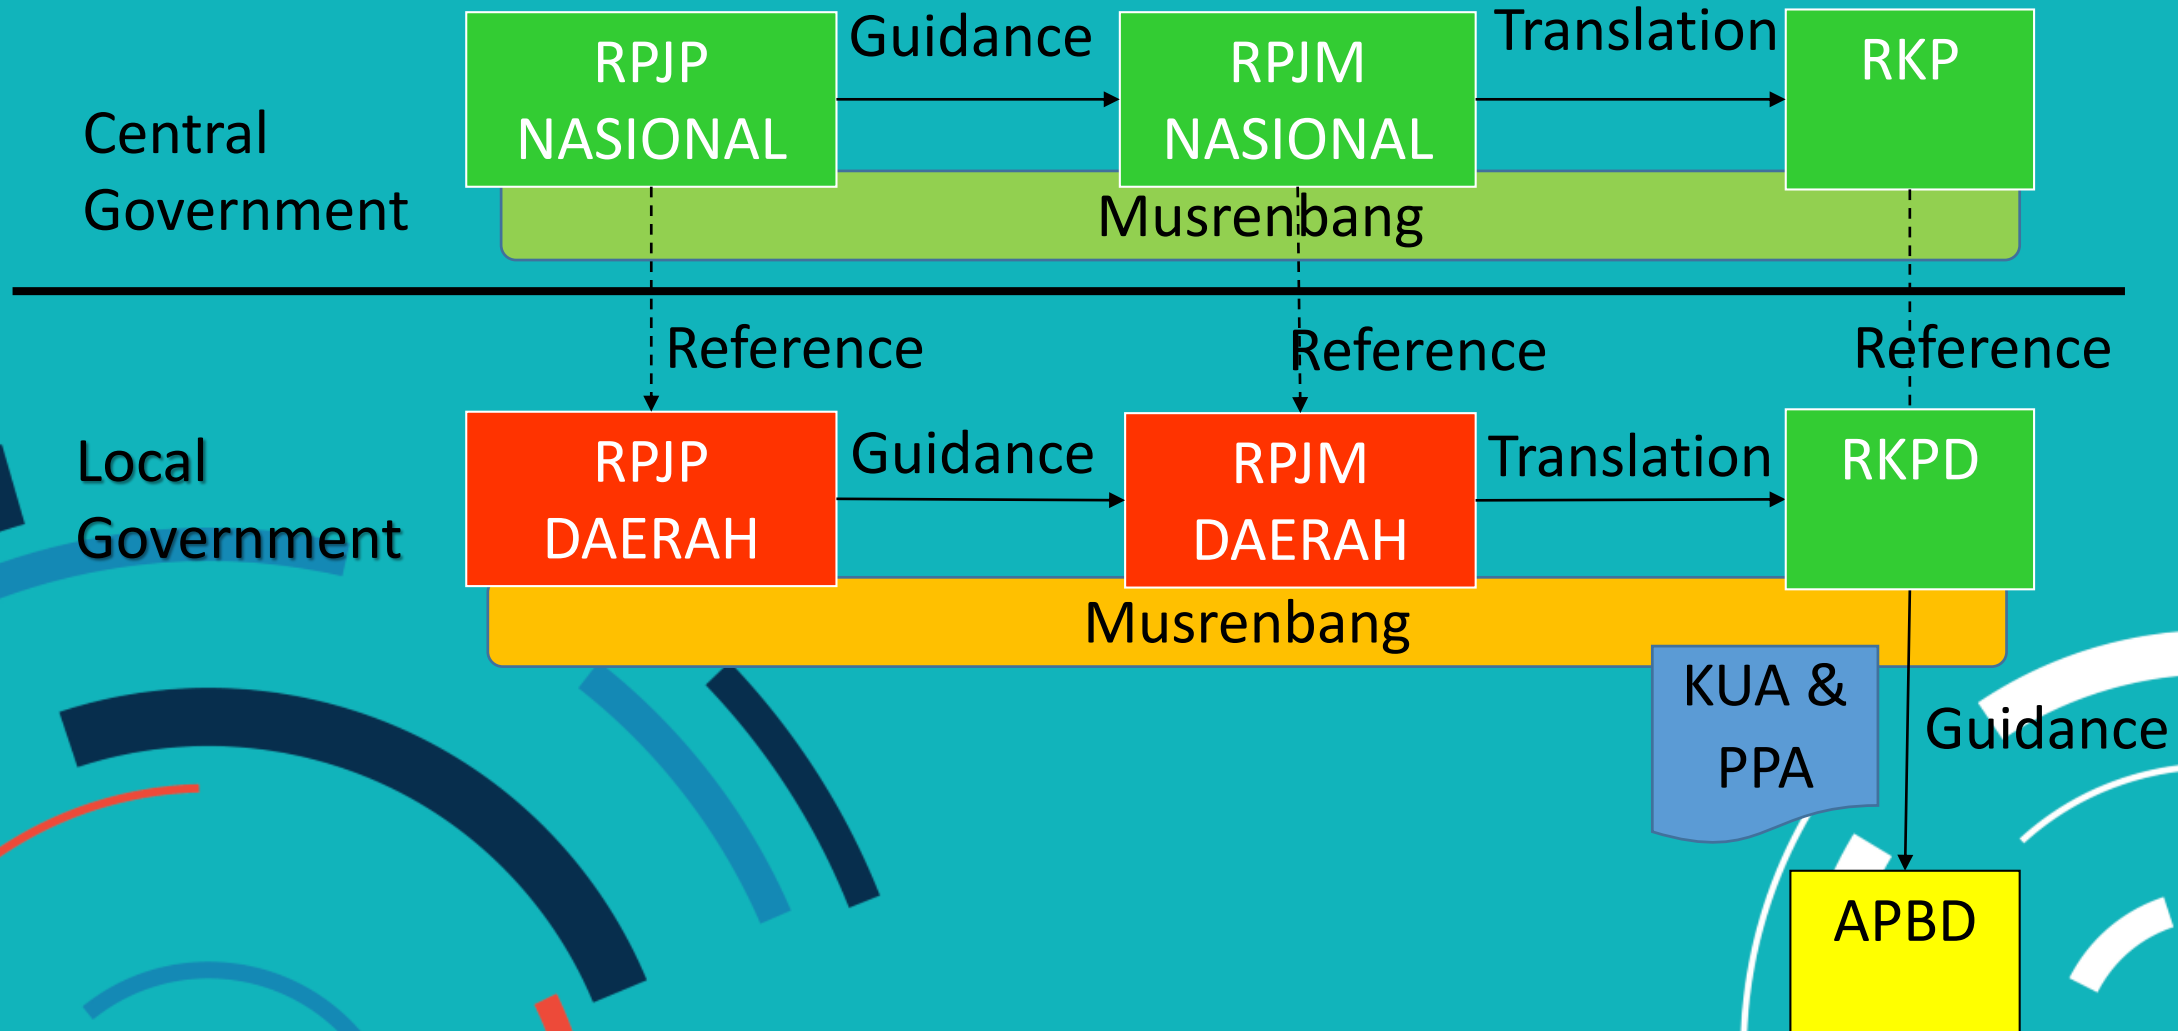 Guidance
Translation
RPJP
NASIONAL
RPJM
NASIONAL
RKP
Central
Government
Musrenbang
Reference
Reference
Reference
Local
Government
RPJP
DAERAH
Guidance
RPJM
DAERAH
Translation
RKPD
Musrenbang
KUA &
PPA
Guidance
APBD